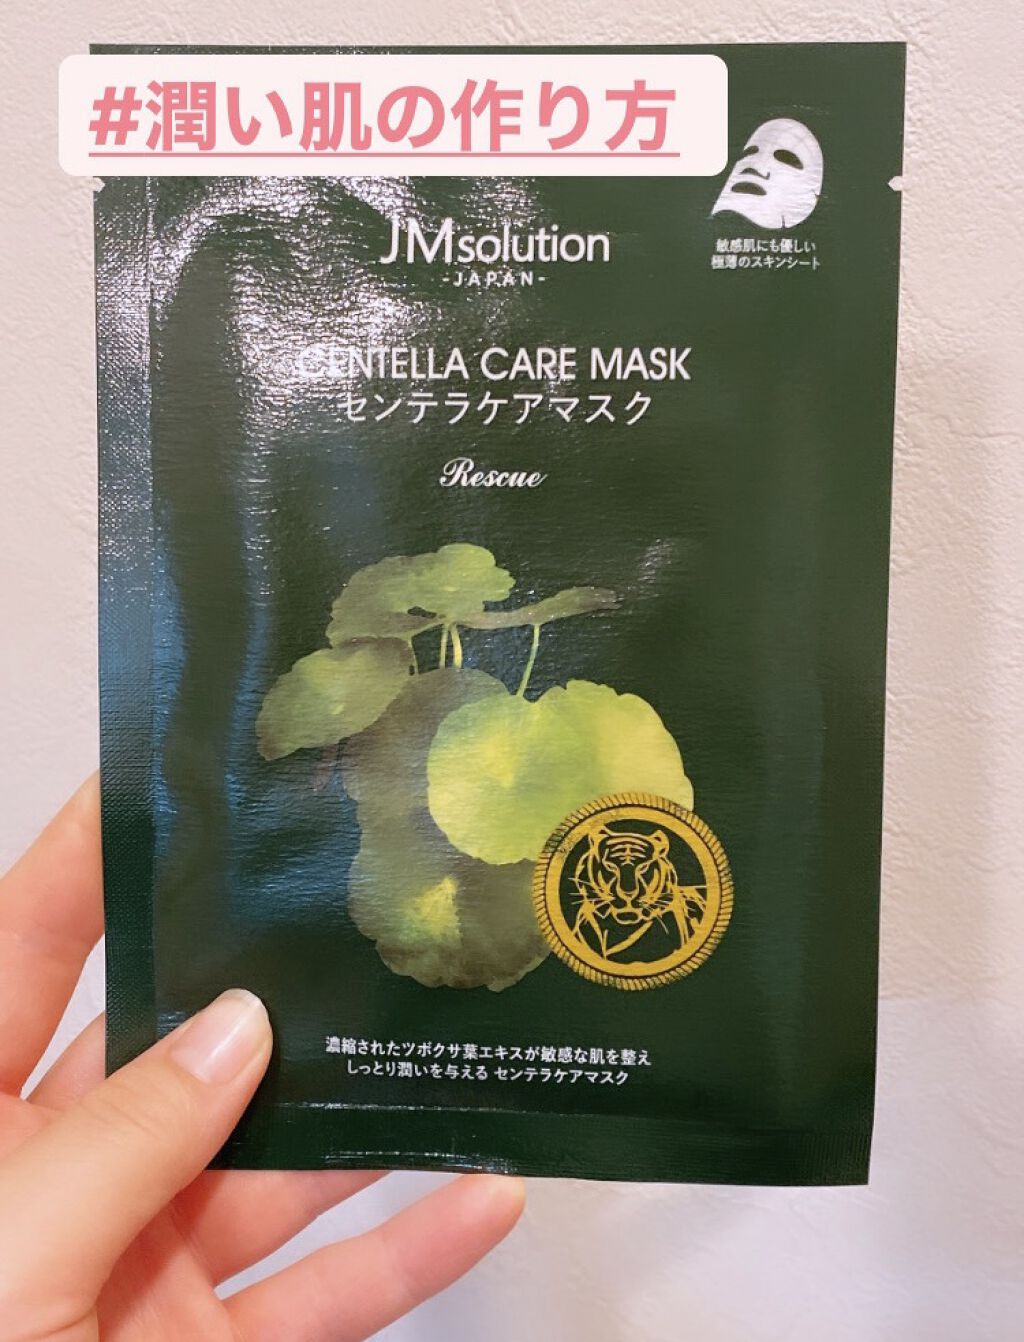 #潤い肌の作り方
敏感肌にも優しい
極薄のスキンシート
JMsolution
-JAPAN-
CENTELLA CARE MASK
センテラケアマスク
Rescue
濃縮されたツボクサ葉エキスが敏感な肌を整え
しっとり潤いを与える センテラケアマスク